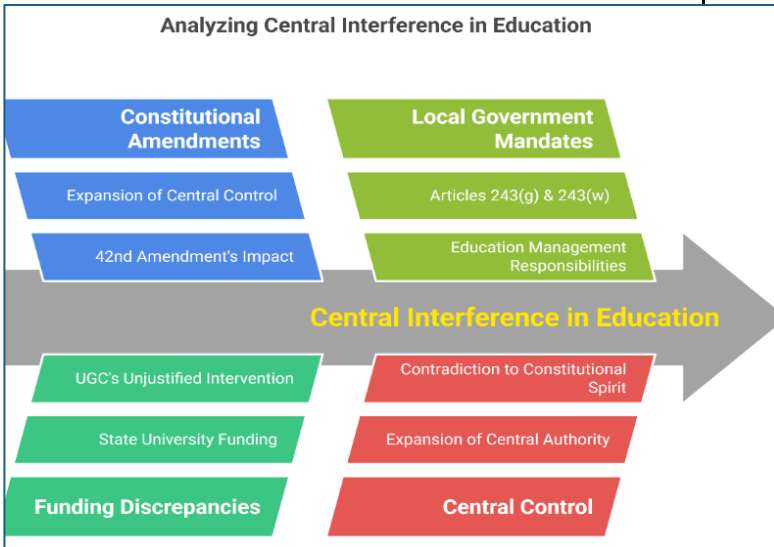 Analyzing Central Interference in Education
Constitutional
Amendments
Expansion of Central Control
42nd Amendment's Impact
Local Government
Mandates
Articles 243(g) & 243(w)
Education Management
Responsibilities
Central Interference in Education
UGC's Unjustified Intervention
State University Funding
Funding Discrepancies
Contradiction to Constitutional
Spirit
Expansion of Central Authority
Central Control